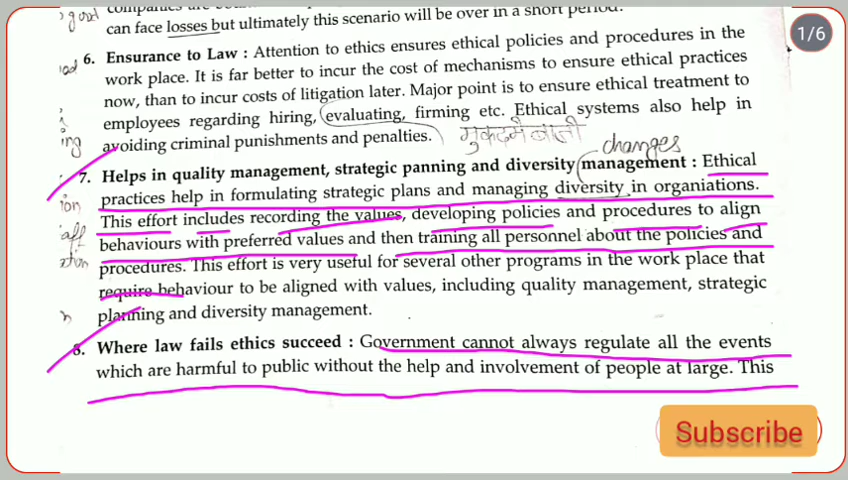 can face losses but ultimately this scenario will be over in a short period.
1/6
6. Ensurance to Law : Attention to ethics ensures ethical policies and procedures in the
work place. It is far better to incur the cost of mechanisms to ensure ethical practices
now, than to incur costs of litigation later. Major point is to ensure ethical treatment to
employees regarding hiring, evaluating, firming etc. Ethical systems also help in
avoiding criminal punishments and penalties. मुकदमेबाजी
changes
7. Helps in quality management, strategic panning and diversity management : Ethical
practices help in formulating strategic plans and managing diversity in organiations.
This effort includes recording the values, developing policies and procedures to align
behaviours with preferred values and then training all personnel about the policies and
procedures. This effort is very useful for several other programs in the work place that
require behaviour to be aligned with values, including quality management, strategic
planning and diversity management.
8. Where law fails ethics succeed : Government cannot always regulate all the events
which are harmful to public without the help and involvement of people at large. This
Subscribe